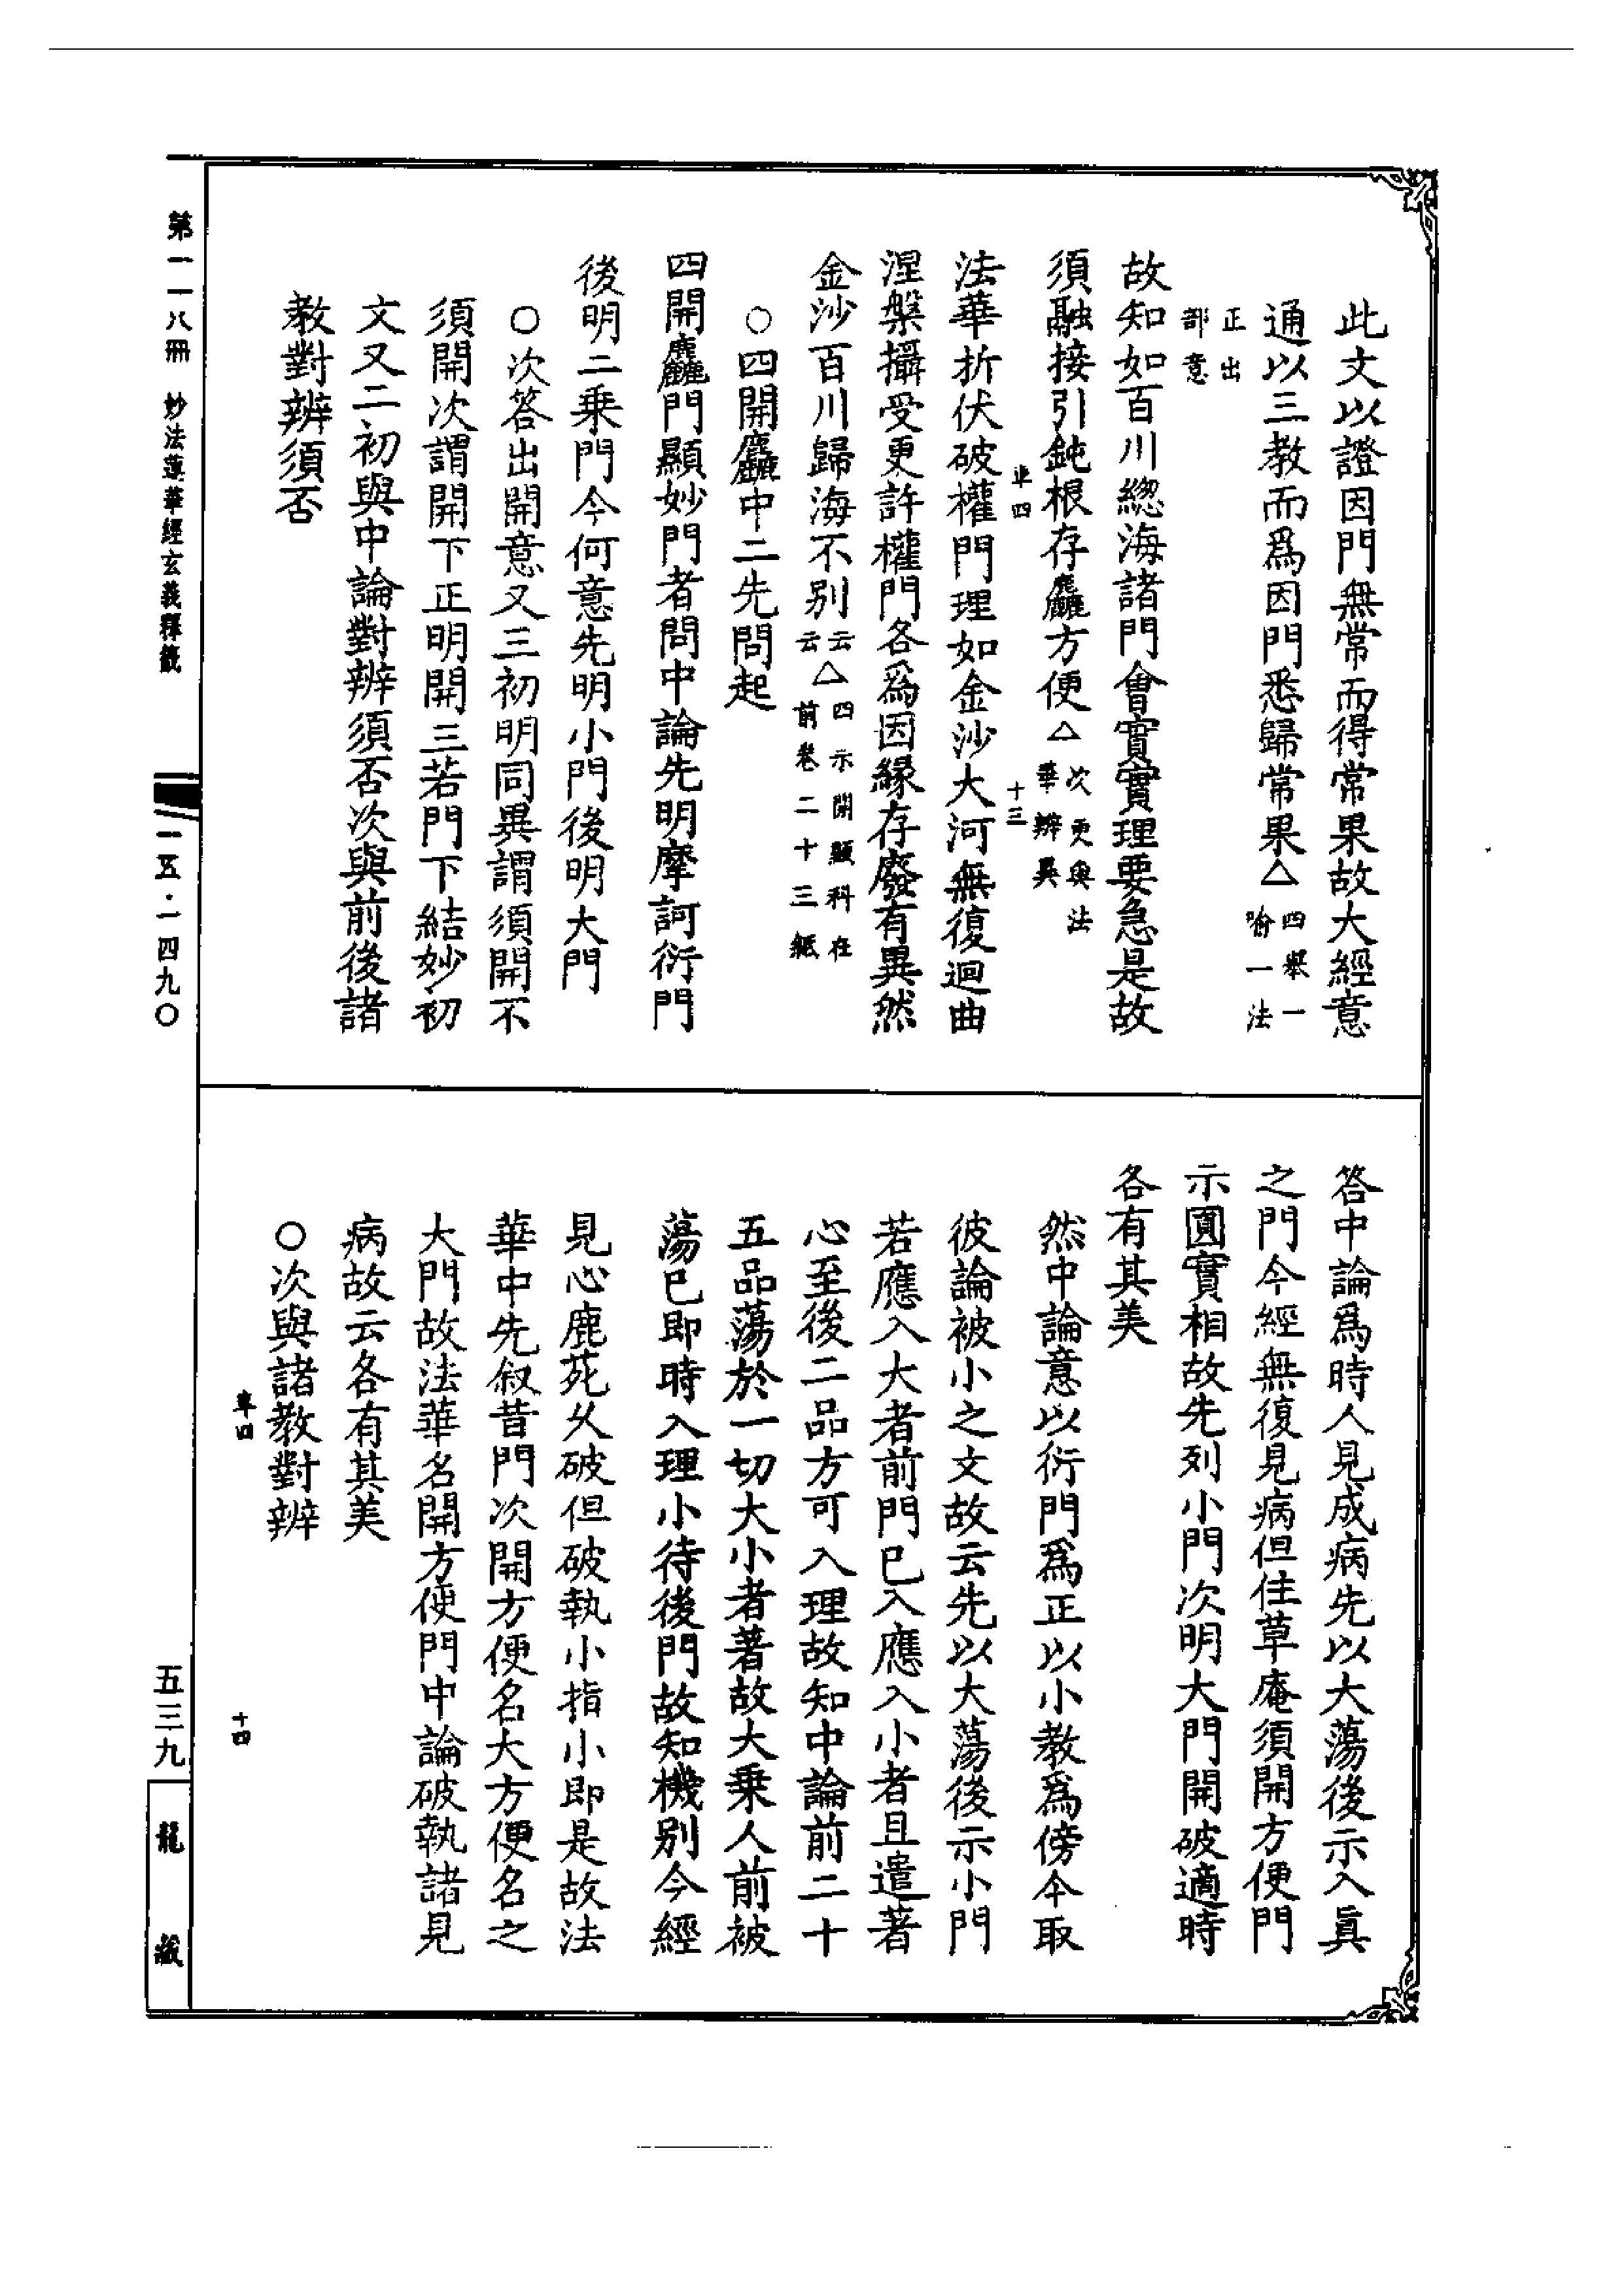 此文以證因門無常而得常果故大經意
通以三教而爲因門悉歸常果△四舉一喻一法
正出部意
故知如百川總海諸門會實實理要急是故
須融接引鈍根存麤方便△次更與法華辨異
車四 十三
法華折伏破權門理如金沙大河無復迴曲
涅槃攝受更許權門各爲因緣存廢有異然
金沙百川歸海不別云云△四示開顯科在前卷二十三紙
○四開麤中二先問起
四開麤門顯妙門者問中論先明摩訶衍門
後明二乘門今何意先明小門後明大門
○次答出開意又三初明同異謂須開不
須開次謂開下正明開三若門下結妙初
文又二初與中論對辨須否次與前後諸
教對辨須否
答中論爲時人見成病先以大蕩後示入眞
之門今經無復見病但住草庵須開方便門
示圓實相故先列小門次明大門開破適時
各有其美
然中論意以衍門爲正以小教爲傍今取
彼論被小之文故云先以大蕩後示小門
若應入大者前門已入應入小者且遣著
心至後二品方可入理故知中論前二十
五品蕩於一切大小者著故大乘人前被
蕩已即時入理小待後門故知機別今經
見心鹿苑久破但破執小指小即是故法
華中先叙昔門次開方便名大方便名之
大門故法華名開方便門中論破執諸見
病故云各有其美
○次與諸教對辨
車四 十四
第一一八冊 妙法蓮華經玄義釋籤 一五·一四九〇
五三九 龍藏